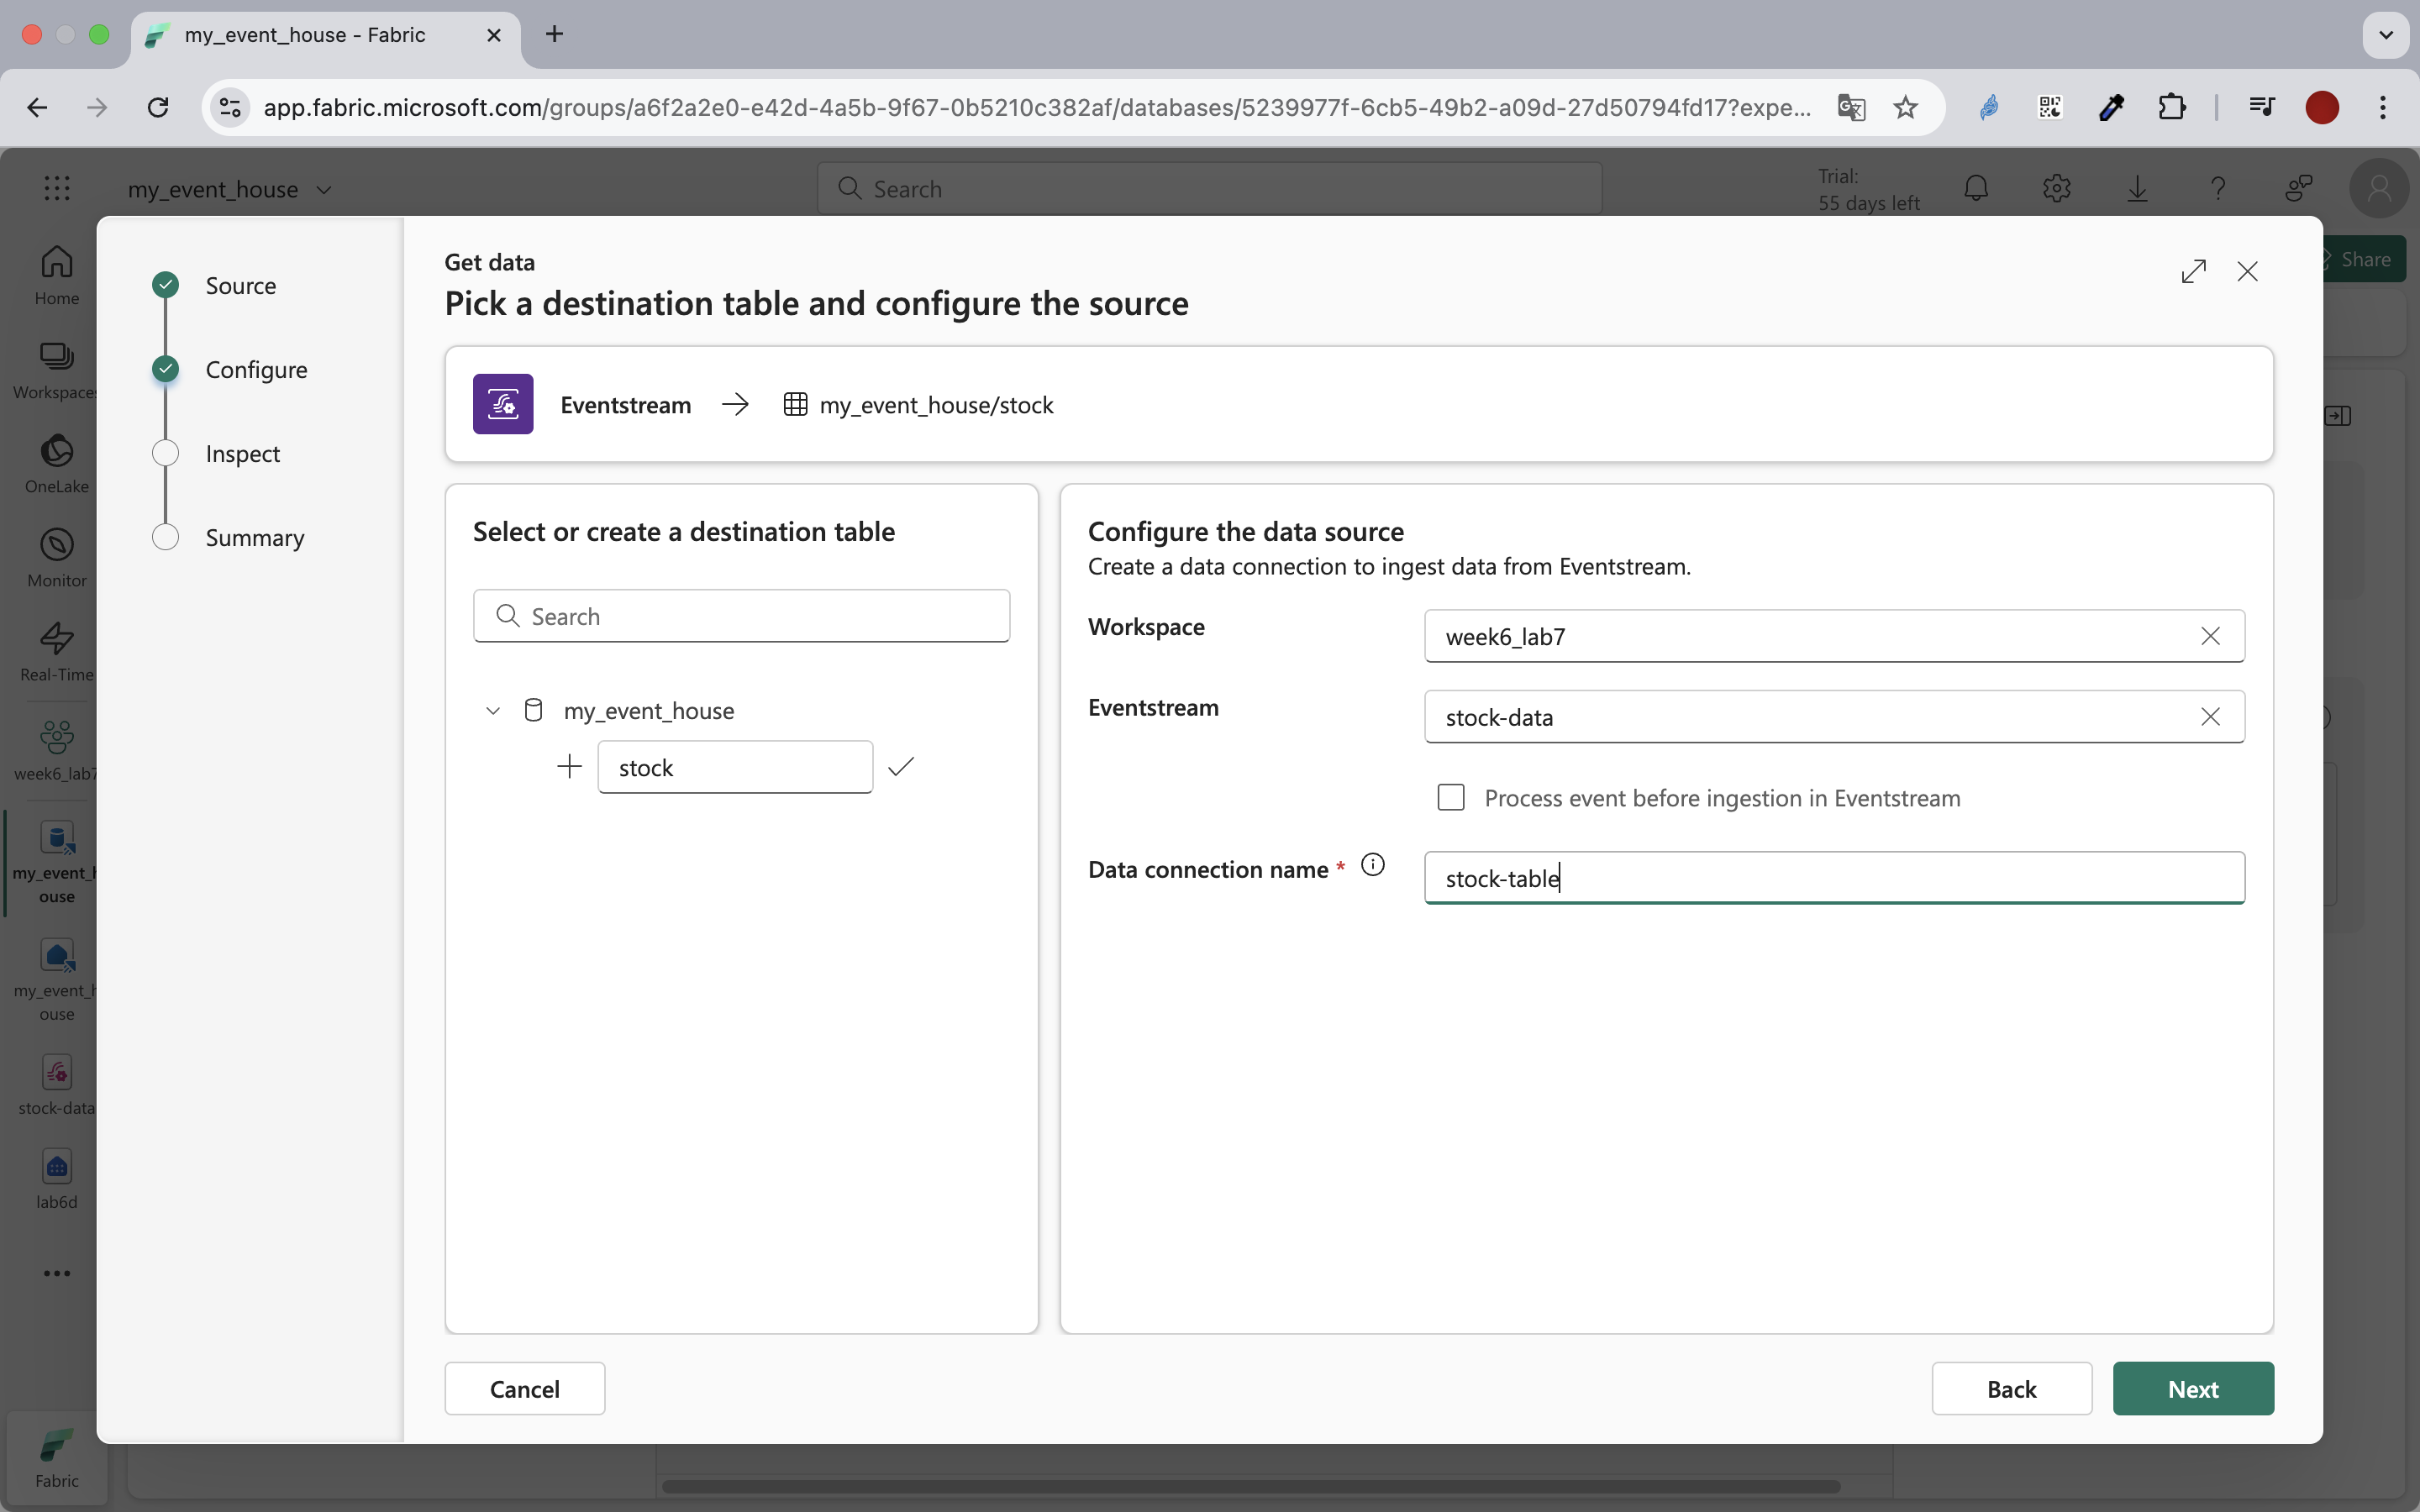 my_event_house - Fabric
app.fabric.microsoft.com/groups/a6f2a2e0-e42d-4a5b-9f67-0b5210c382af/databases/5239977f-6cb5-49b2-a09d-27d50794fd17?expe...
my_event_house
Search
Trial:
55 days left
Share
Home
Workspaces
OneLake
Monitor
Real-Time
week6_lab7
my_event_h
ouse
my_event_h
ouse
stock-data
lab6d
Fabric
Source
Configure
Inspect
Summary
Get data
Pick a destination table and configure the source
Eventstream
my_event_house/stock
Select or create a destination table
Search
my_event_house
stock
Configure the data source
Create a data connection to ingest data from Eventstream.
Workspace
week6_lab7
Eventstream
stock-data
Process event before ingestion in Eventstream
Data connection name *
stock-table
Cancel
Back
Next